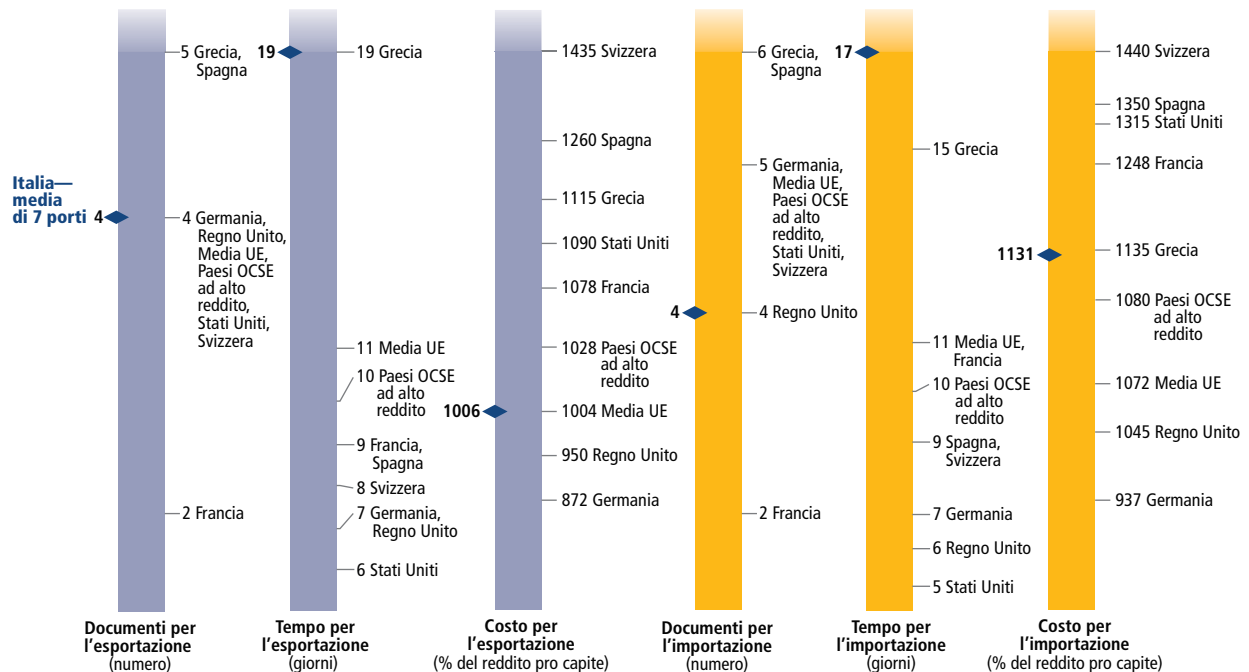 Italia—
media
di 7 porti
4
5 Grecia,
Spagna
4 Germania,
Regno Unito,
Media UE,
Paesi OCSE
ad alto
reddito,
Stati Uniti,
Svizzera
2 Francia
Documenti per
l'esportazione
(numero)
19
19 Grecia
11 Media UE
10 Paesi OCSE
ad alto
reddito
9 Francia,
Spagna
8 Svizzera
7 Germania,
Regno Unito
6 Stati Uniti
Tempo per
l'esportazione
(giorni)
1006
1435 Svizzera
1260 Spagna
1115 Grecia
1090 Stati Uniti
1078 Francia
1028 Paesi OCSE
ad alto
reddito
1004 Media UE
950 Regno Unito
872 Germania
Costo per
l'esportazione
(% del reddito pro capite)
4
6 Grecia,
Spagna
5 Germania,
Media UE,
Paesi OCSE
ad alto
reddito,
Stati Uniti,
Svizzera
4 Regno Unito
2 Francia
Documenti per
l'importazione
(numero)
17
15 Grecia
11 Media UE,
Francia
10 Paesi OCSE
ad alto
reddito
9 Spagna,
Svizzera
7 Germania
6 Regno Unito
5 Stati Uniti
Tempo per
l'importazione
(giorni)
1131
1440 Svizzera
1350 Spagna
1315 Stati Uniti
1248 Francia
1135 Grecia
1080 Paesi OCSE
ad alto
reddito
1072 Media UE
1045 Regno Unito
937 Germania
Costo per
l'importazione
(% del reddito pro capite)